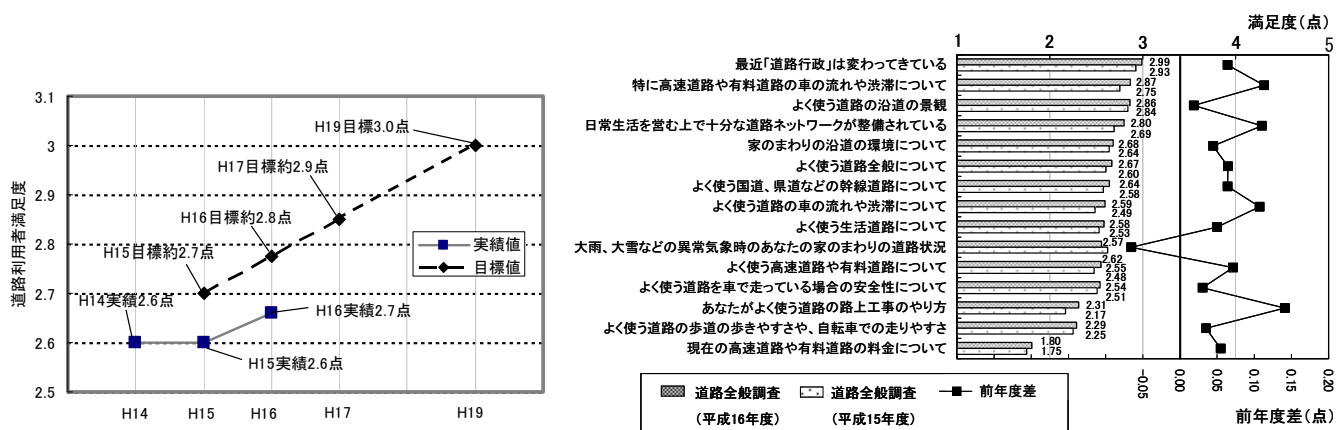 道路利用者満足度
3.1
3
2.9
2.8
2.7
2.6
2.5
H19目標3.0点
H17目標約2.9点
H16目標約2.8点
H15目標約2.7点
H14実績2.6点
H15実績2.6点
H16実績2.7点
実績値
目標値
H14
H15
H16
H17
H19
満足度(点)
1
2
3
4
5
最近「道路行政」は変わってきている
2.99
2.93
特に高速道路や有料道路の車の流れや渋滞について
2.87
2.75
よく使う道路の沿道の景観
2.86
2.84
日常生活を営む上で十分な道路ネットワークが整備されている
2.80
2.69
家のまわりの沿道の環境について
2.68
2.64
よく使う道路全般について
2.67
2.60
よく使う国道、県道などの幹線道路について
2.64
2.58
よく使う道路の車の流れや渋滞について
2.59
2.49
よく使う生活道路について
2.58
2.53
大雨、大雪などの異常気象時のあなたの家のまわりの道路状況
2.57
2.62
よく使う高速道路や有料道路について
2.55
2.48
よく使う道路を車で走っている場合の安全性について
2.54
2.51
あなたがよく使う道路の路上工事のやり方
2.31
2.17
よく使う道路の歩道の歩きやすさや、自転車での走りやすさ
2.29
2.25
現在の高速道路や有料道路の料金について
1.80
1.75
-0.05
0.00
0.05
0.10
0.15
0.20
前年度差(点)
道路全般調査
(平成16年度)
道路全般調査
(平成15年度)
前年度差